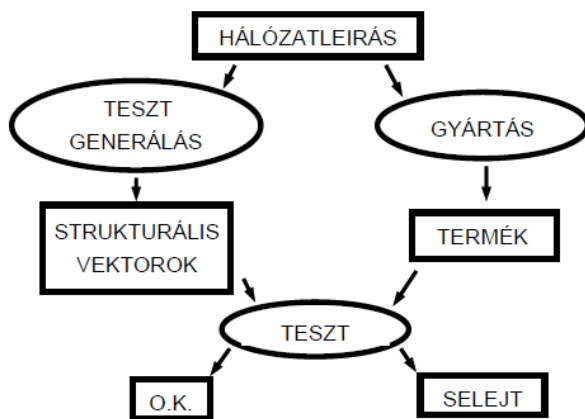 HÁLÓZATLEIRÁS
TESZT
GENERÁLÁS
GYÁRTÁS
STRUKTURÁLIS
VEKTOROK
TERMÉK
TESZT
O.K.
SELEJT